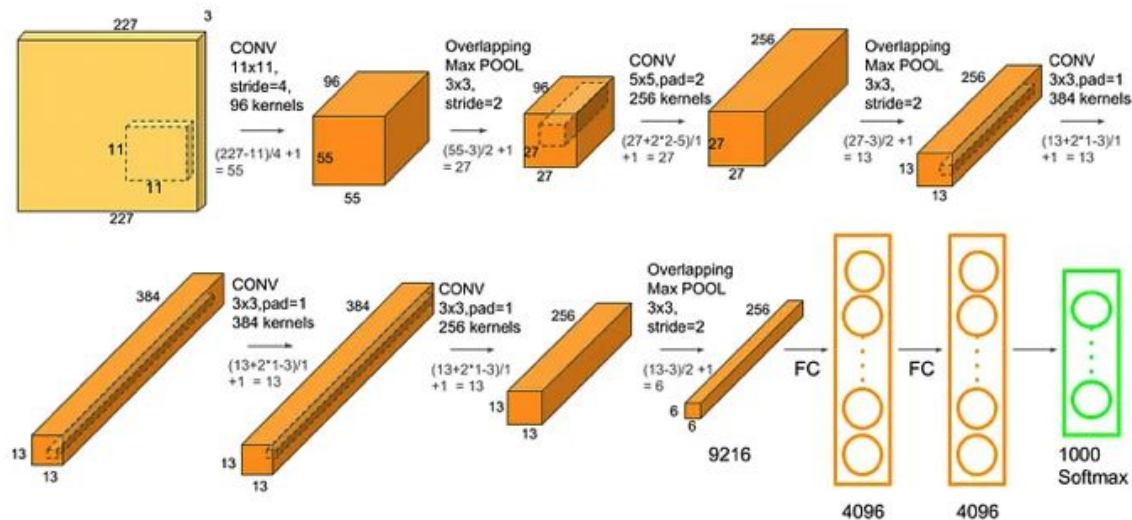 227
3
11
11
227
CONV
11x11,
stride=4,
96 kernels
(227-11)/4 +1
= 55
96
55
55
Overlapping
Max POOL
3x3,
stride=2
(55-3)/2 +1
= 27
96
27
27
CONV
5x5,pad=2
256 kernels
(27+2*2-5)/1
+1 = 27
256
27
27
Overlapping
Max POOL
3x3,
stride=2
(27-3)/2 +1
= 13
256
13
13
CONV
3x3,pad=1
384 kernels
(13+2*1-3)/1
+1 = 13
384
13
13
CONV
3x3,pad=1
384 kernels
(13+2*1-3)/1
+1 = 13
384
13
13
CONV
3x3,pad=1
256 kernels
(13+2*1-3)/1
+1 = 13
256
13
13
Overlapping
Max POOL
3x3,
stride=2
(13-3)/2 +1
= 6
256
6
6
9216
FC
4096
FC
4096
1000
Softmax